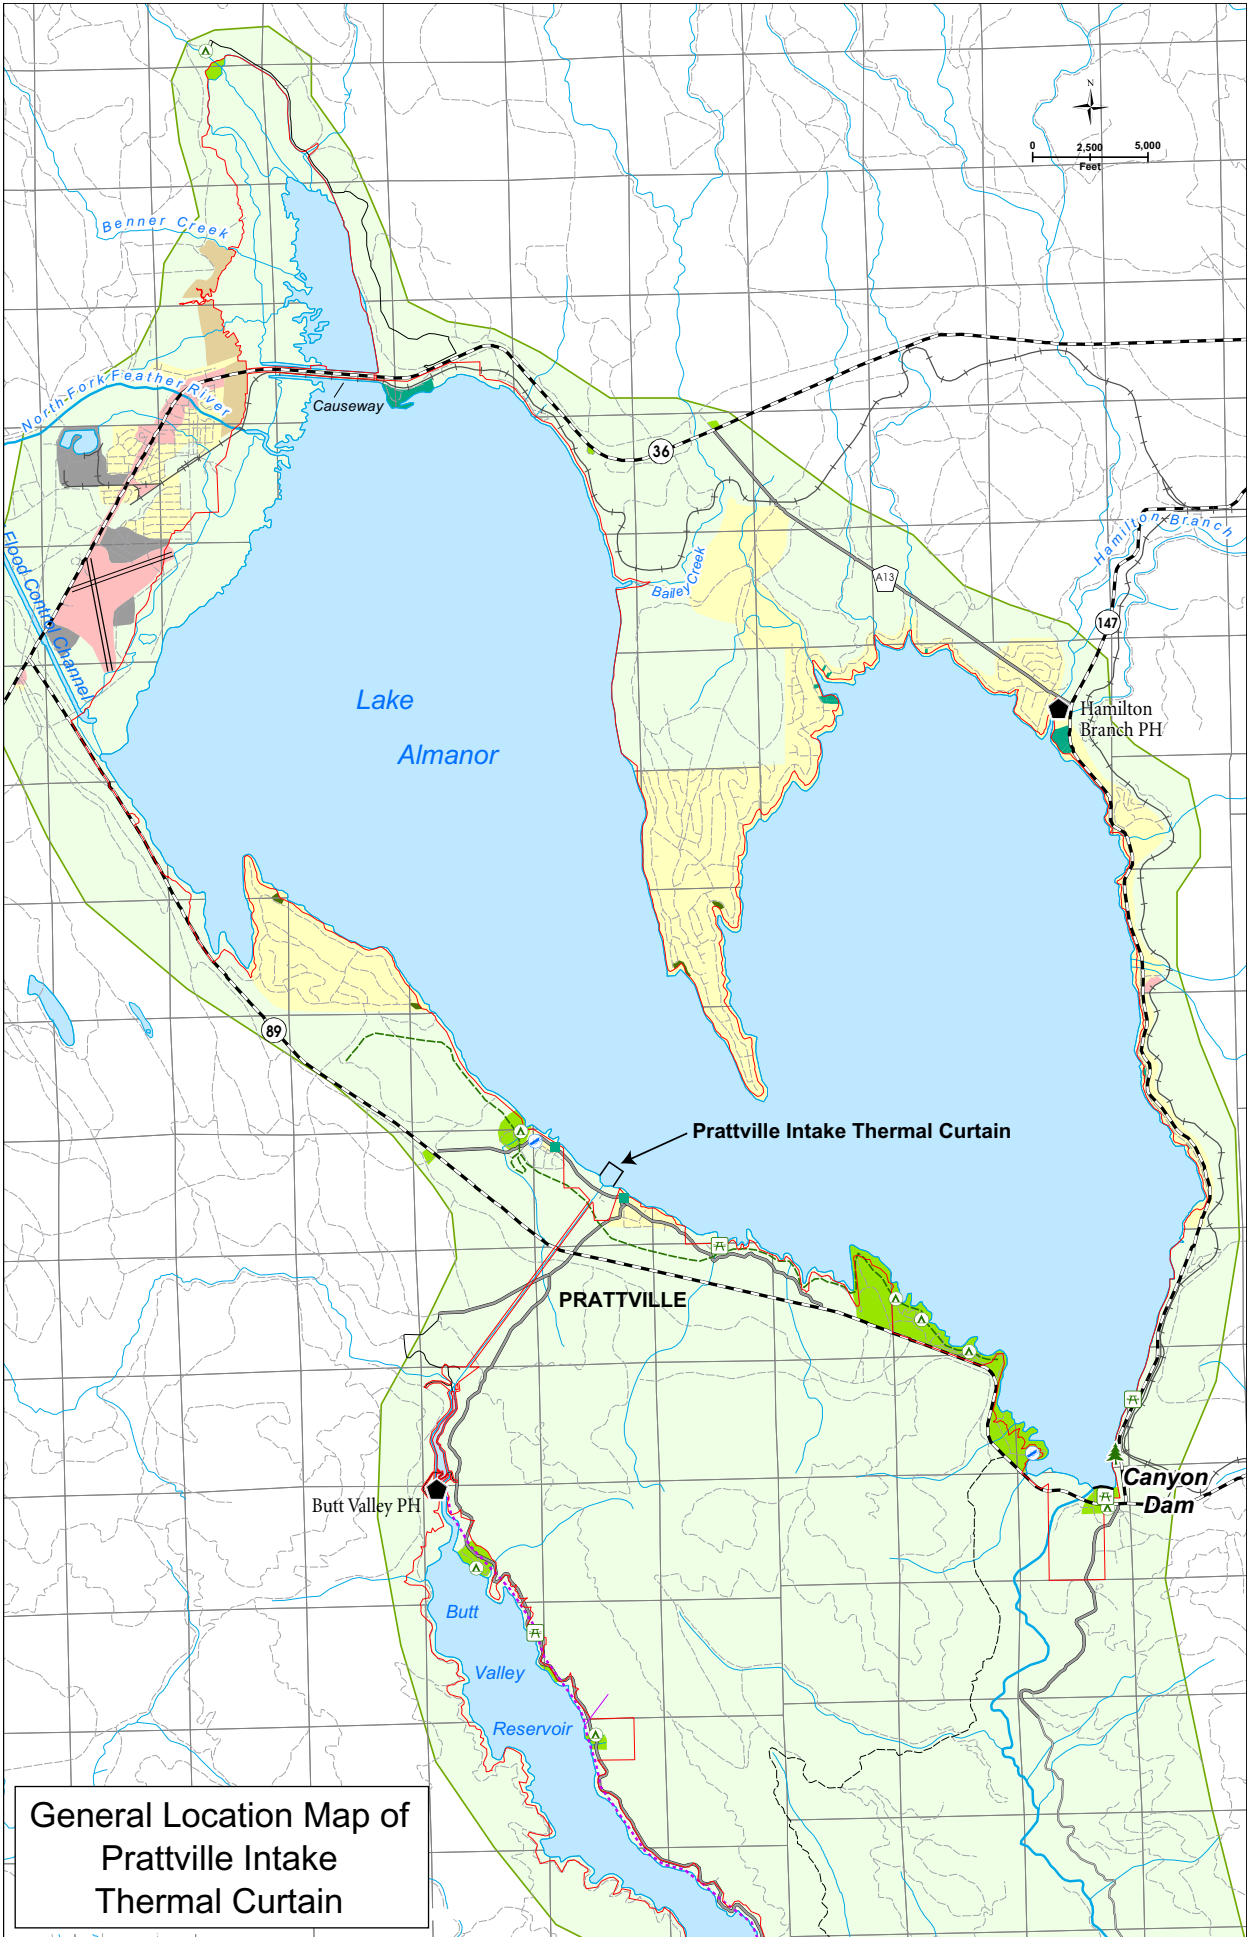 N
0 2,500 5,000
Feet
Benner Creek
North Fork Feather River
Causeway
36
Flood Control Channel
Bailey Creek
A13
Hamilton Branch
147
Lake
Almanor
Hamilton
Branch PH
89
Prattville Intake Thermal Curtain
PRATTVILLE
Canyon
Dam
Butt Valley PH
Butt
Valley
Reservoir
General Location Map of
Prattville Intake
Thermal Curtain